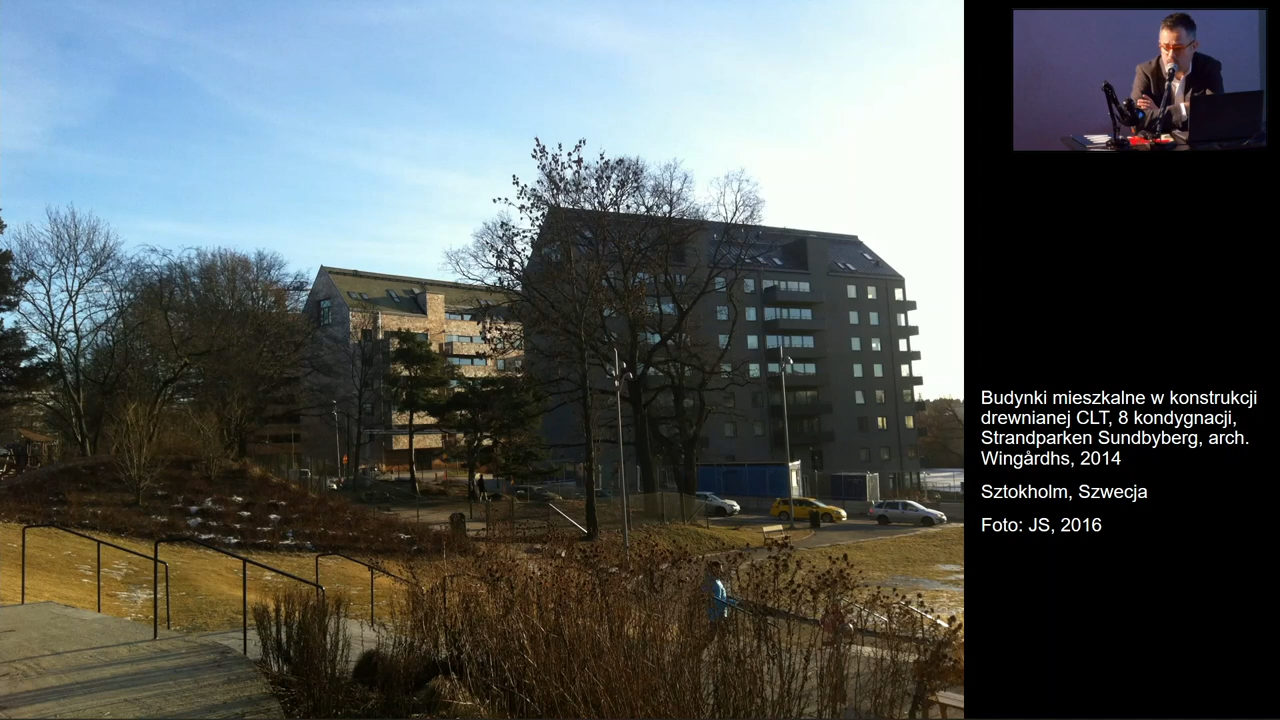 Budynki mieszkalne w konstrukcji
drewnianej CLT, 8 kondygnacji,
Strandparken Sundbyberg, arch.
Wingårdhs, 2014
Sztokholm, Szwecja
Foto: JS, 2016